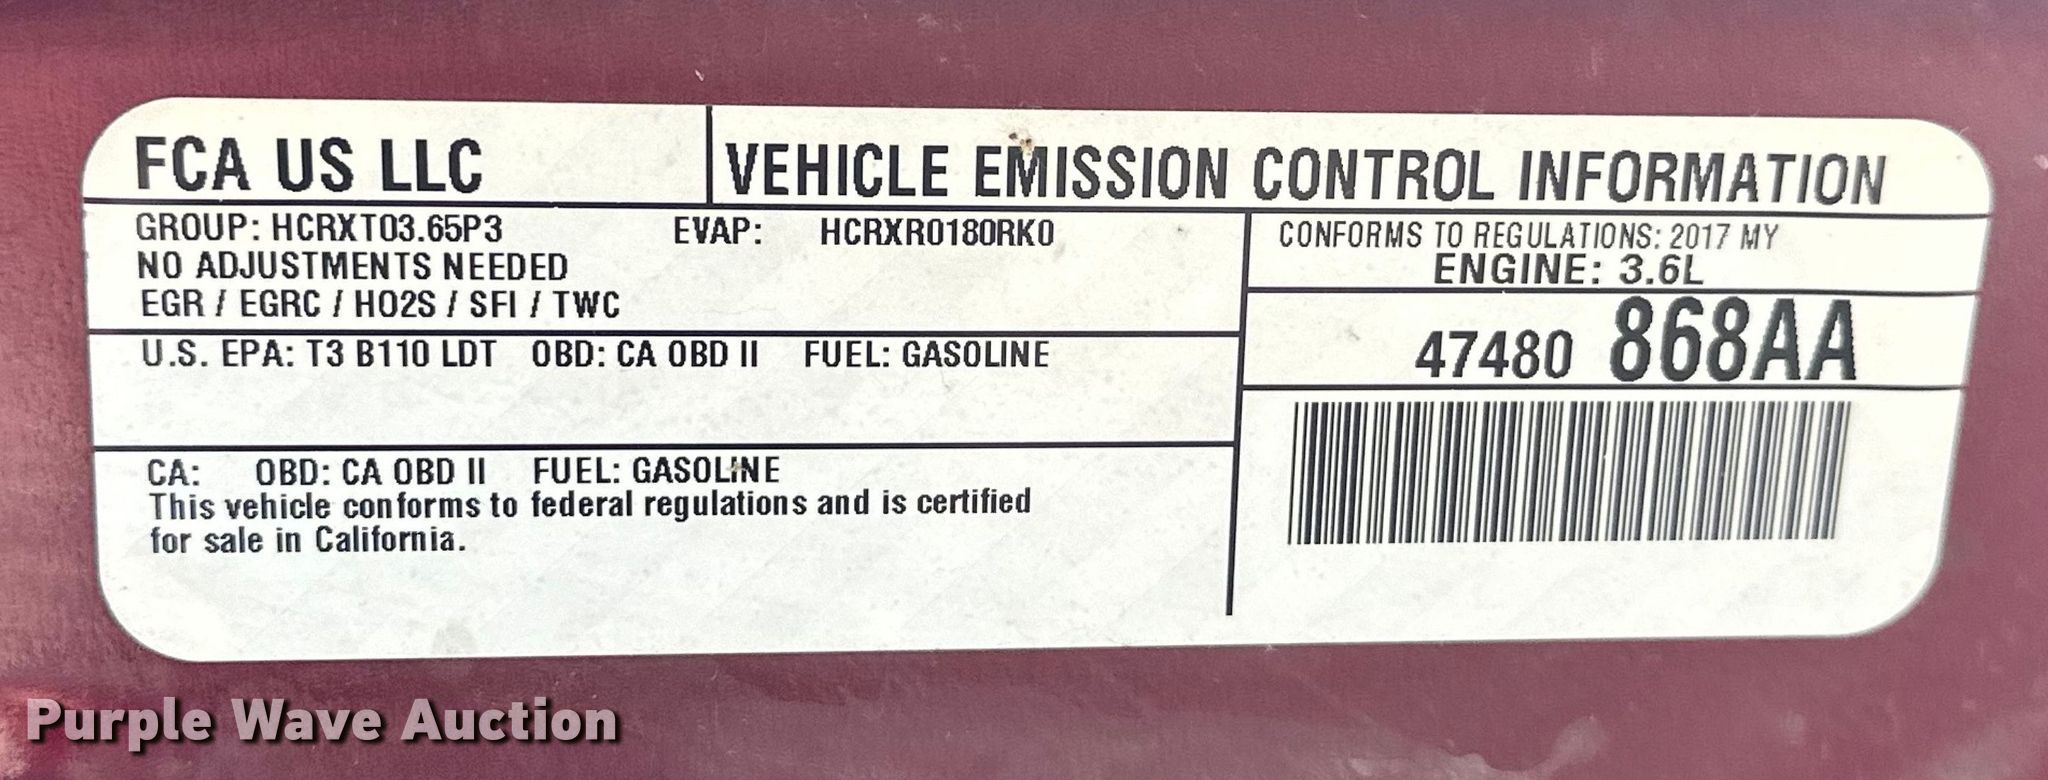 FCA US LLC
VEHICLE EMISSION CONTROL INFORMATION
GROUP: HCRXT03.65P3 EVAP: HCRXR0180RK0
NO ADJUSTMENTS NEEDED
EGR / EGRC / HO2S / SFI / TWC
CONFORMS TO REGULATIONS: 2017 MY
ENGINE: 3.6L
47480 868AA
U.S. EPA: T3 B110 LDT OBD: CA OBD II FUEL: GASOLINE
CA: OBD: CA OBD II FUEL: GASOLINE
This vehicle conforms to federal regulations and is certified
for sale in California.
Purple Wave Auction